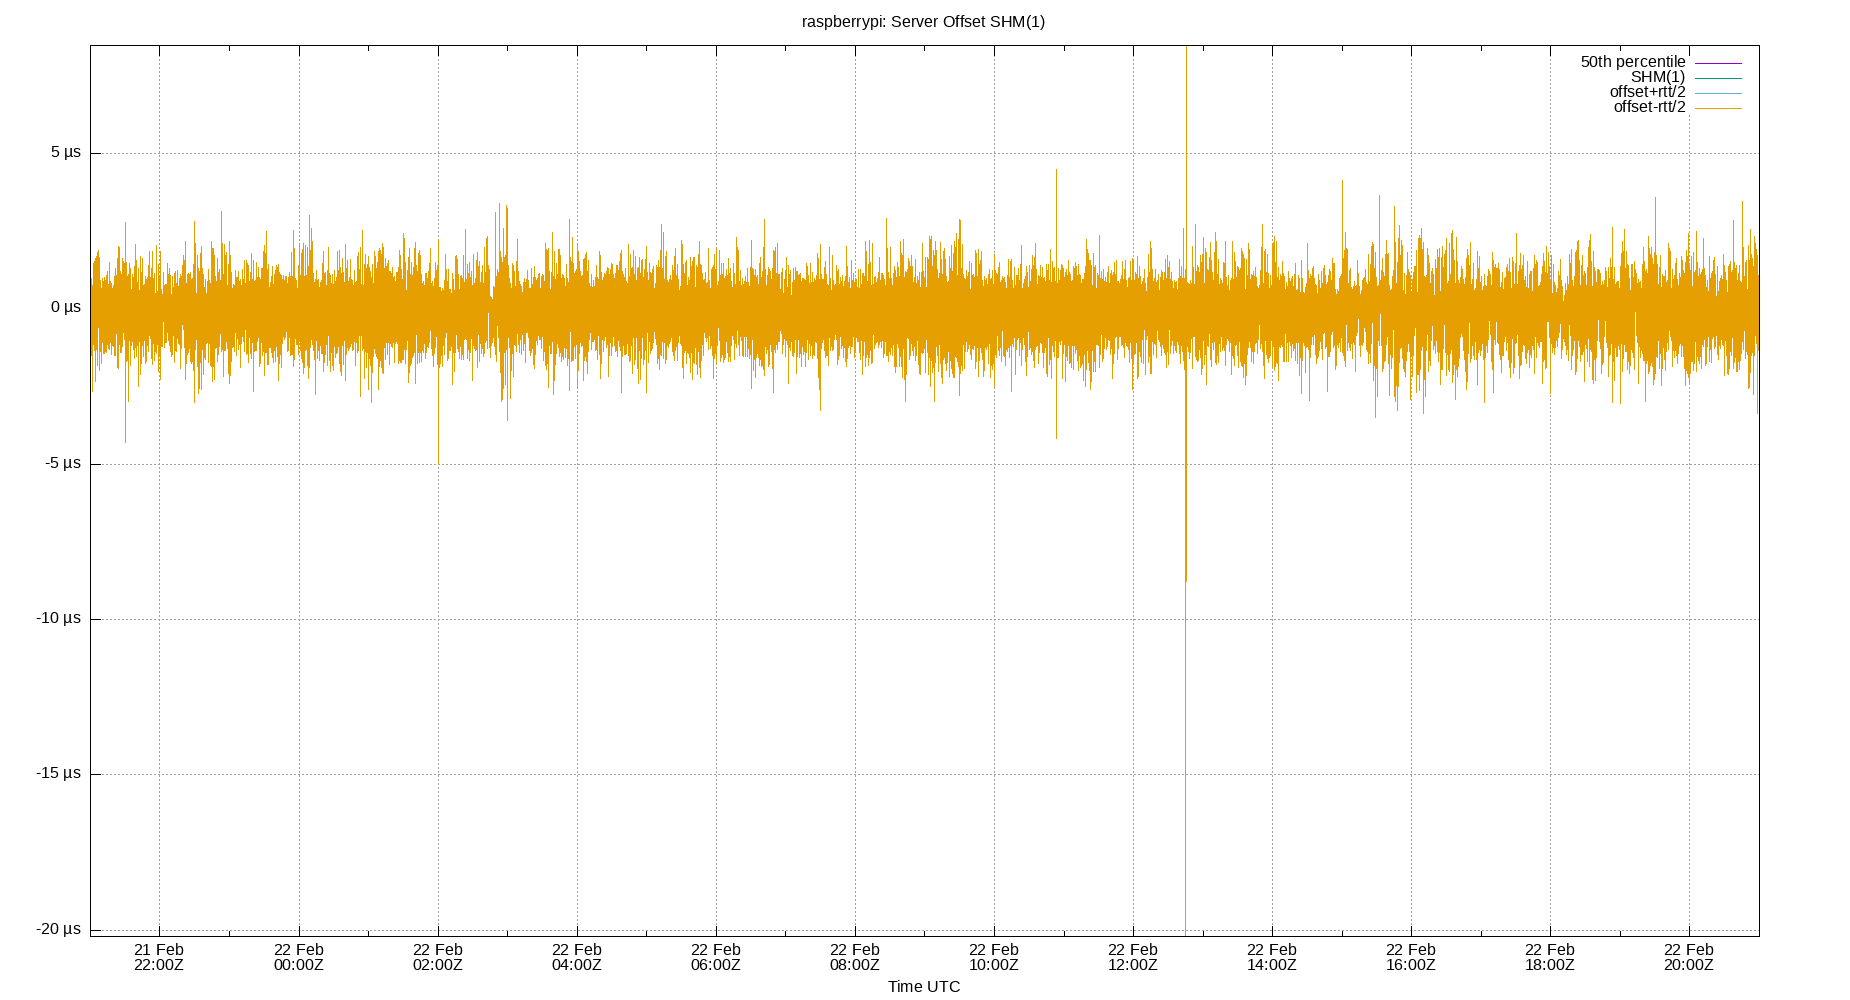 raspberrypi: Server Offset SHM(1)
50th percentile
SHM(1)
offset+rtt/2
offset-rtt/2
5 µs
0 µs
-5 µs
-10 µs
-15 µs
-20 µs
21 Feb 22 Feb 22 Feb 22 Feb 22 Feb 22 Feb 22 Feb 22 Feb 22 Feb 22 Feb 22 Feb 22 Feb
22:00Z 00:00Z 02:00Z 04:00Z 06:00Z 08:00Z 10:00Z 12:00Z 14:00Z 16:00Z 18:00Z 20:00Z
Time UTC